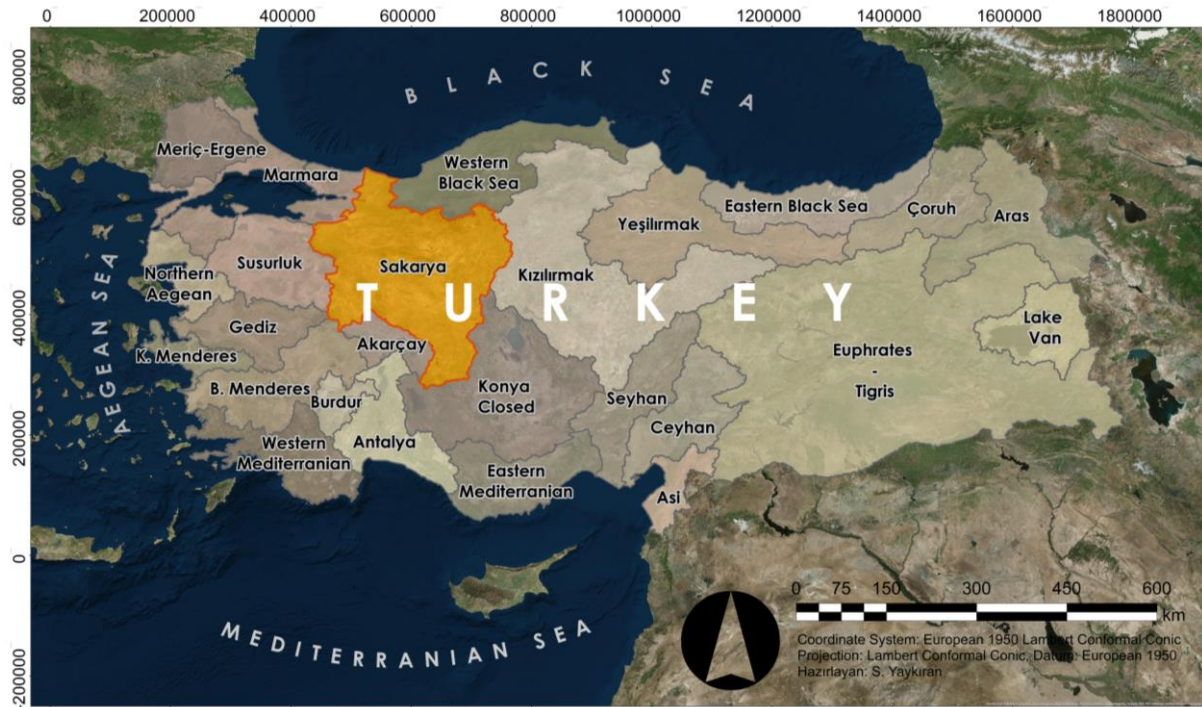 0 200000 400000 600000 800000 1000000 1200000 1400000 1600000 1800000
800000
600000
400000
200000
0
-200000
BLACK SEA
AEGEAN SEA
MEDITERRANIAN SEA
TURKEY
Meriç-Ergene
Marmara
Western
Black Sea
Eastern Black Sea
Çoruh
Aras
Yeşilırmak
Kızılırmak
Sakarya
Susurluk
Northern
Aegean
Gediz
K. Menderes
B. Menderes
Akarçay
Burdur
Antalya
Western
Mediterranian
Konya
Closed
Eastern
Mediterranian
Seyhan
Ceyhan
Asi
Euphrates
-
Tigris
Lake
Van
0 75 150 300 450 600
km
Coordinate System: European 1950 Lambert Conformal Conic
Projection: Lambert Conformal Conic, Datum: European 1950
Hazırlayan: S. Yaykıran